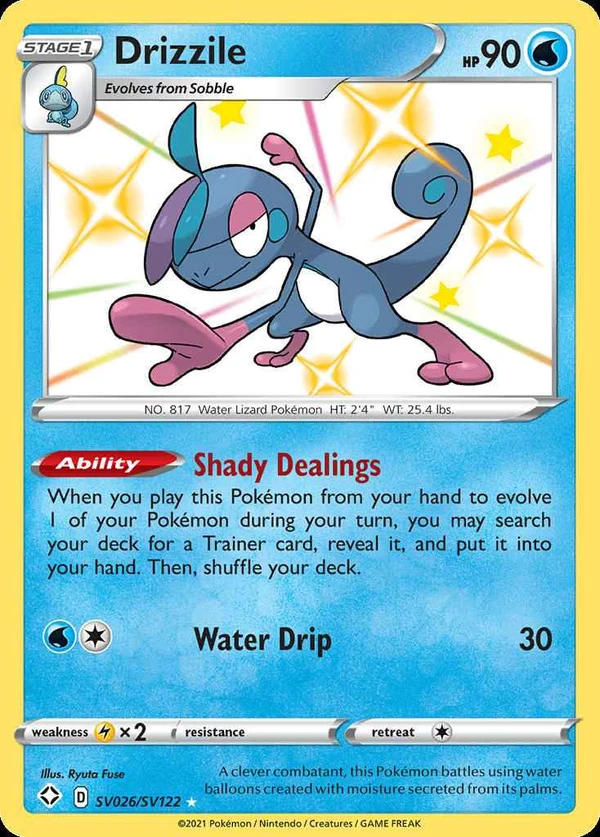 STAGE 1
Drizzile
HP 90
Evolves from Sobble
NO. 817 Water Lizard Pokémon HT: 2'4" WT: 25.4 lbs.
Ability Shady Dealings
When you play this Pokémon from your hand to evolve
1 of your Pokémon during your turn, you may search
your deck for a Trainer card, reveal it, and put it into
your hand. Then, shuffle your deck.
Water Drip 30
weakness ×2 resistance retreat
Illus. Ryuta Fuse
A clever combatant, this Pokémon battles using water
balloons created with moisture secreted from its palms.
D SV026/SV122
©2021 Pokémon / Nintendo / Creatures / GAME FREAK